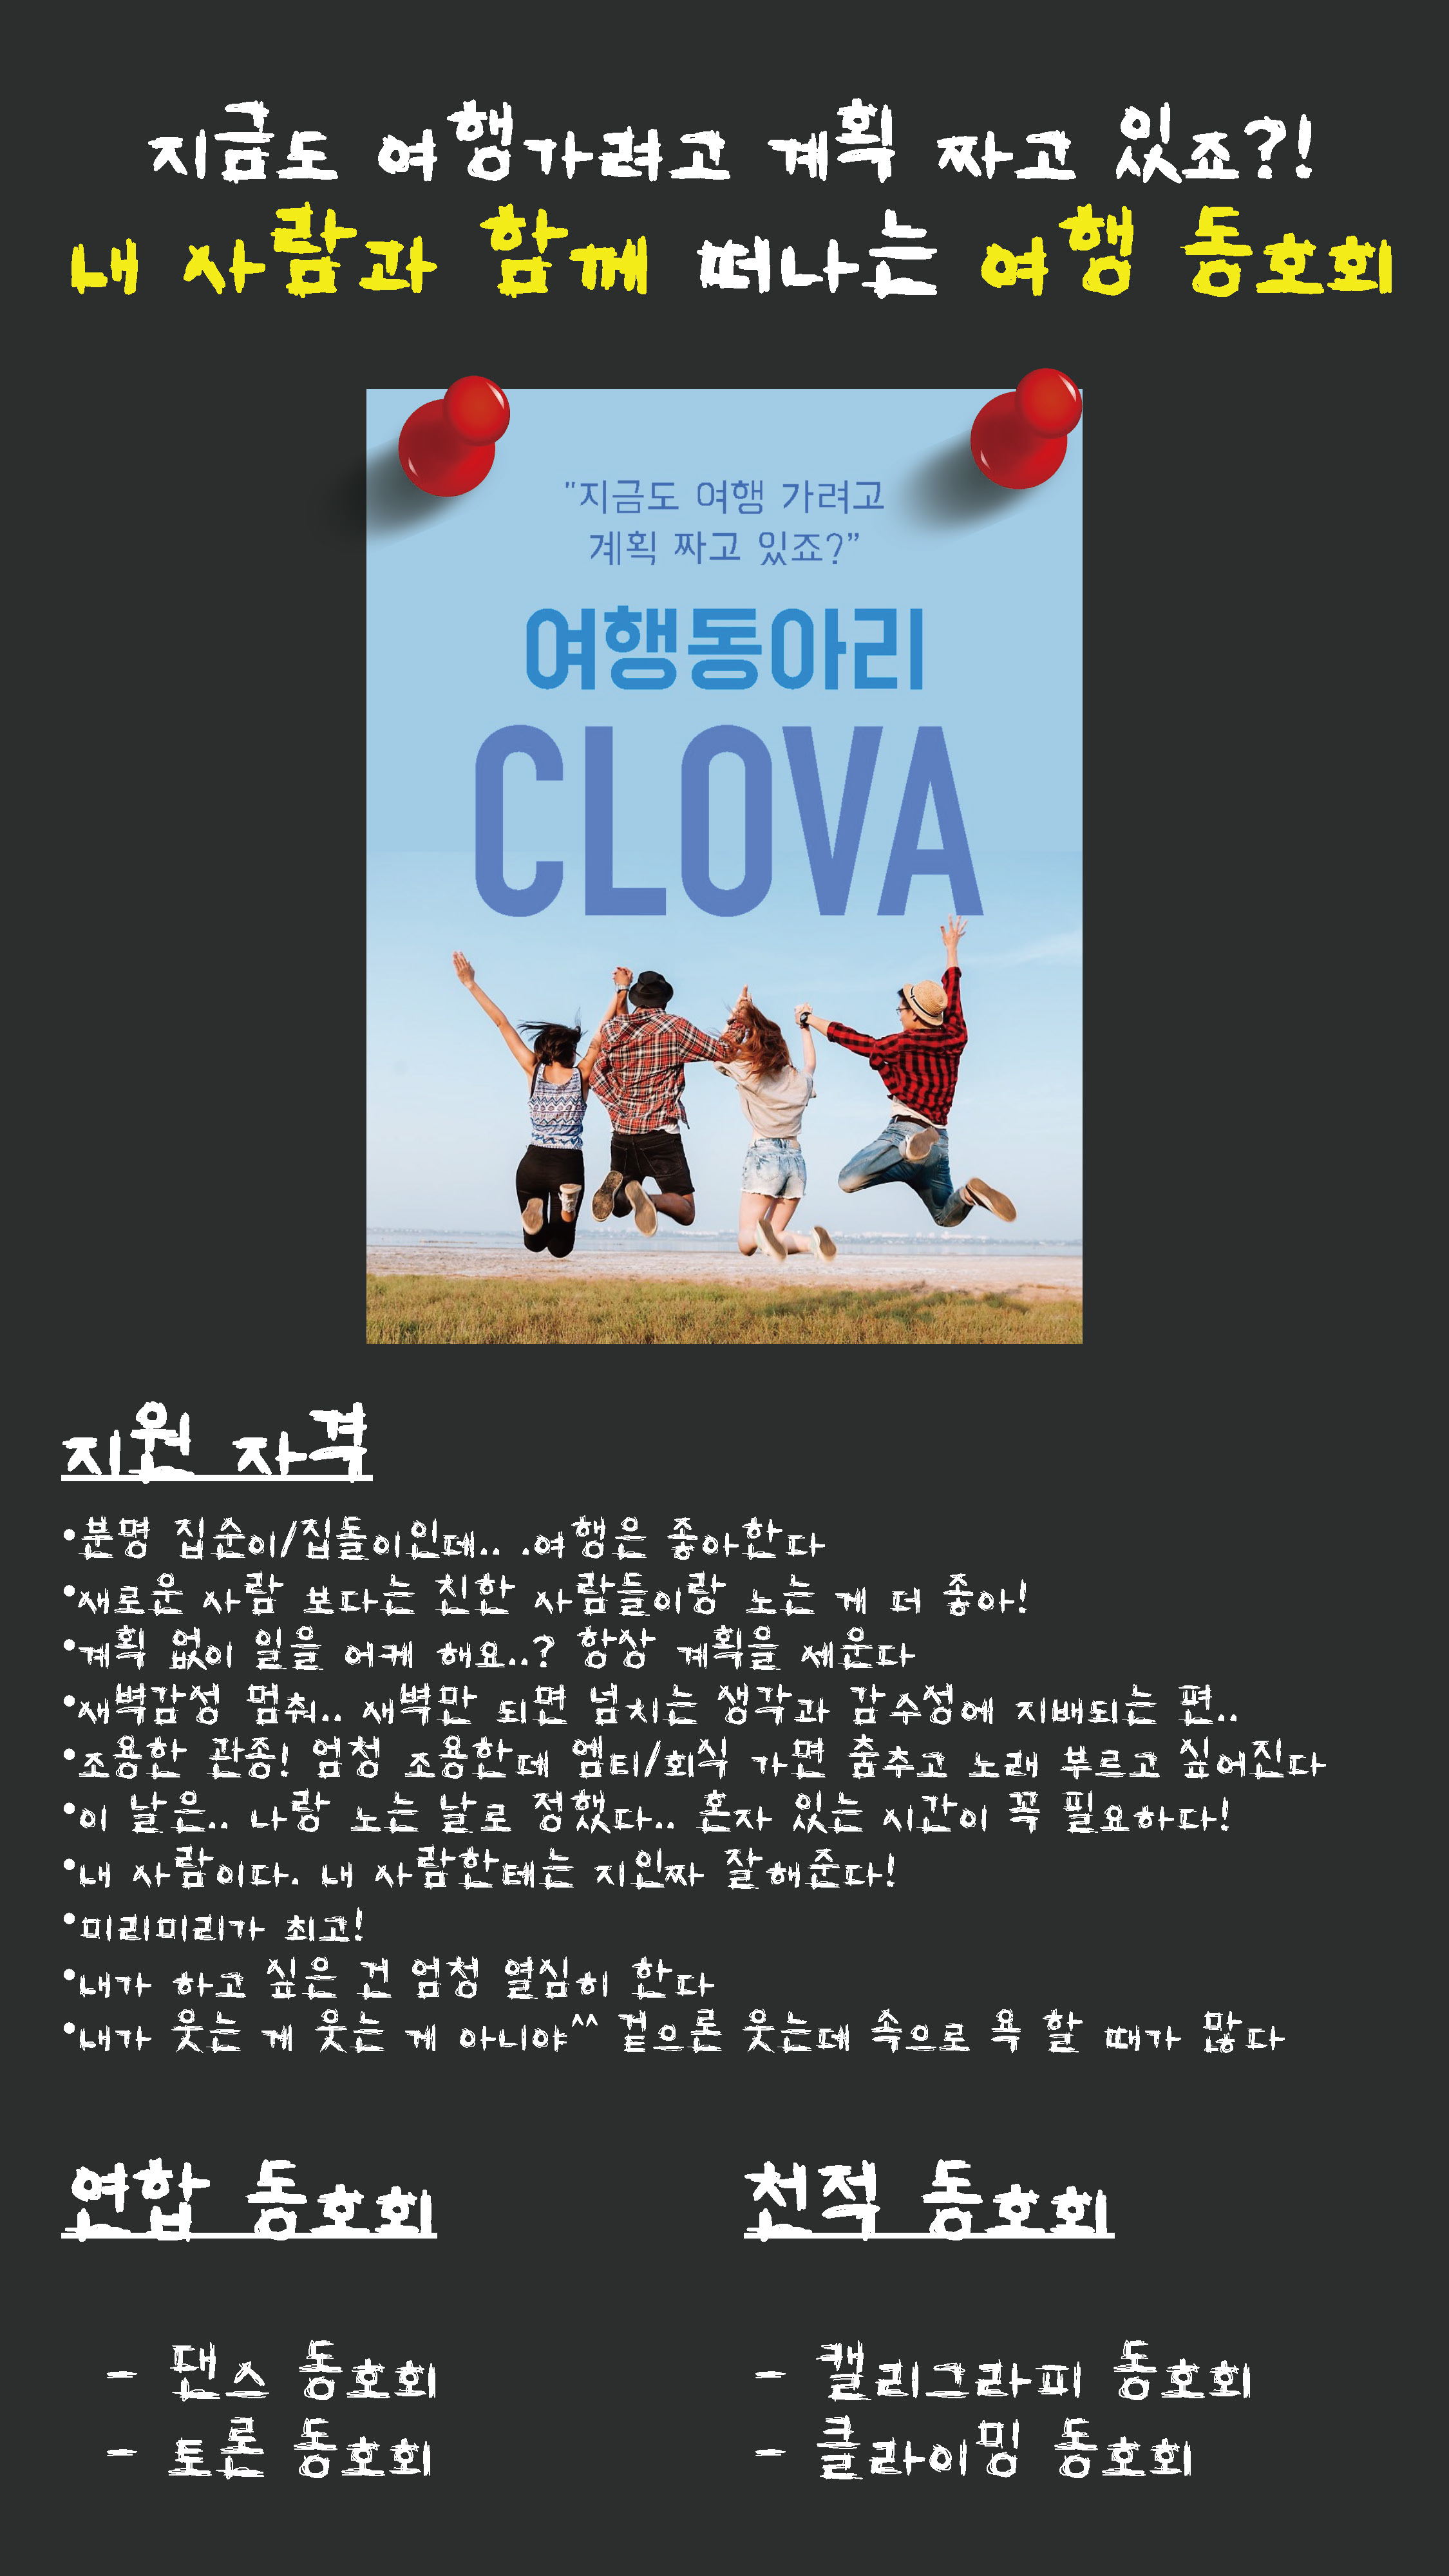 지금도 여행가려고 계획 짜고 있죠?!
내 사람과 함께 떠나는 여행 동호회
"지금도 여행 가려고
계획 짜고 있죠?”
여행동아리
CLOVA
지원 자격
•분명 집순이/집돌이인데.. .여행은 좋아한다
•새로운 사람 보다는 친한 사람들이랑 노는 게 더 좋아!
•계획 없이 일을 어케 해요..? 항상 계획을 세운다
•새벽감성 멈춰.. 새벽만 되면 넘치는 생각과 감수성에 지배되는 편..
•조용한 관종! 엄청 조용한데 엠티/회식 가면 춤추고 노래 부르고 싶어진다
•이 날은.. 나랑 노는 날로 정했다.. 혼자 있는 시간이 꼭 필요하다!
•내 사람이다. 내 사람한테는 지인짜 잘해준다!
•미리미리가 최고!
•내가 하고 싶은 건 엄청 열심히 한다
•내가 웃는 게 웃는 게 아니야^^ 겉으론 웃는데 속으로 욕 할 때가 많다
연합 동호회
- 댄스 동호회
- 토론 동호회
천적 동호회
- 캘리그라피 동호회
- 클라이밍 동호회